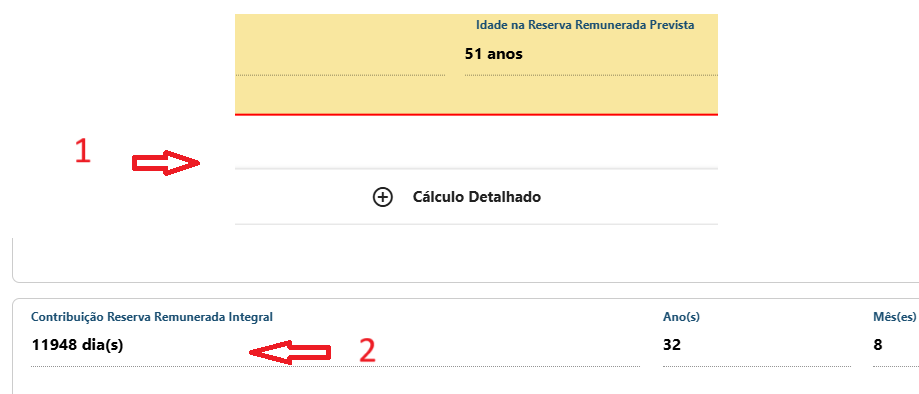 Idade na Reserva Remunerada Prevista
51 anos
1
Cálculo Detalhado
Contribuição Reserva Remunerada Integral
Ano(s)
Mês(es)
11948 dia(s)
2
32
8